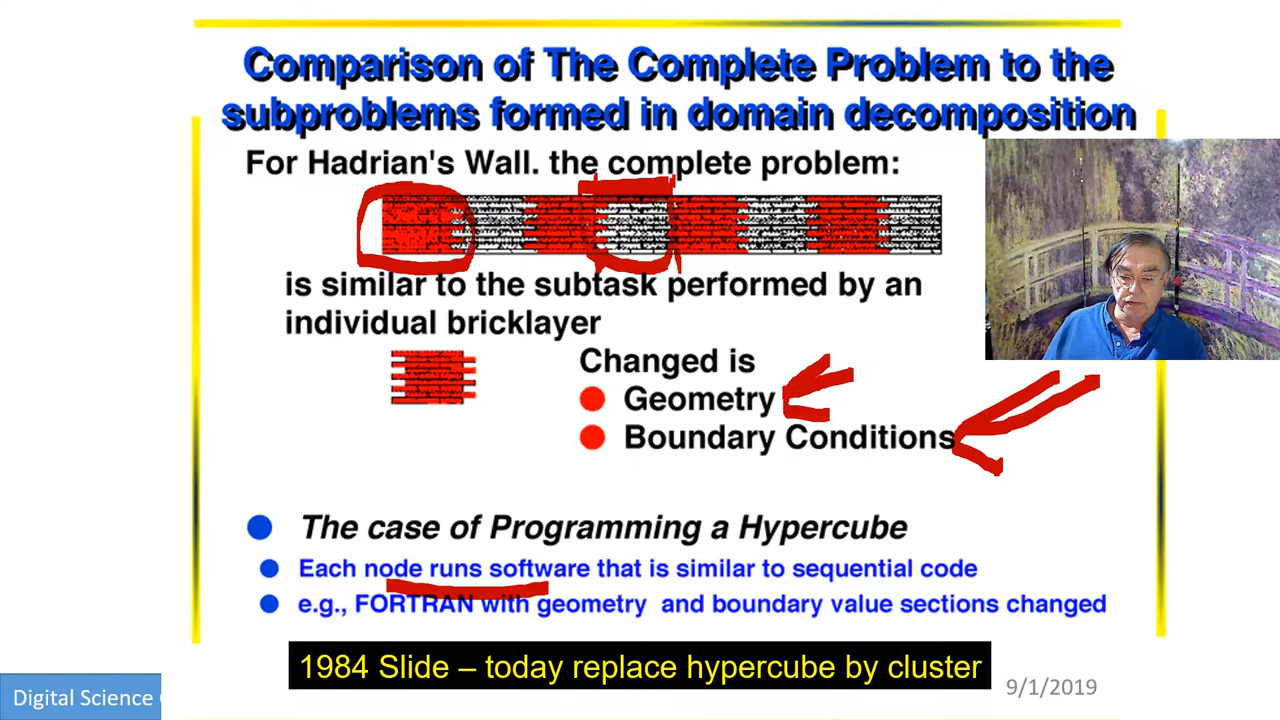 Comparison of The Complete Problem to the
subproblems formed in domain decomposition
For Hadrian's Wall. the complete problem:
is similar to the subtask performed by an
individual bricklayer
Changed is
Geometry
Boundary Conditions
The case of Programming a Hypercube
Each node runs software that is similar to sequential code
e.g., FORTRAN with geometry and boundary value sections changed
1984 Slide – today replace hypercube by cluster
9/1/2019
Digital Science